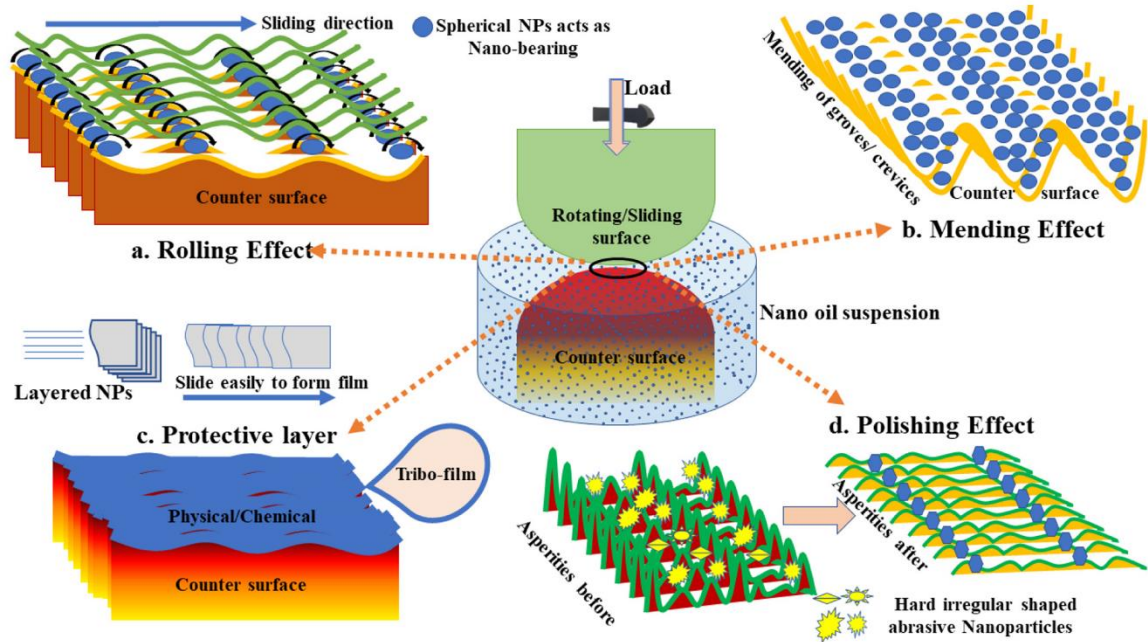 Sliding direction
Spherical NPs acts as
Nano-bearing
Counter surface
a. Rolling Effect
Load
Rotating/Sliding
surface
Counter surface
Nano oil suspension
Mending of groves/ crevices
Counter surface
b. Mending Effect
Layered NPs
Slide easily to form film
c. Protective layer
Tribo-film
Physical/Chemical
Counter surface
d. Polishing Effect
Asperities before
Asperities after
Hard irregular shaped
abrasive Nanoparticles